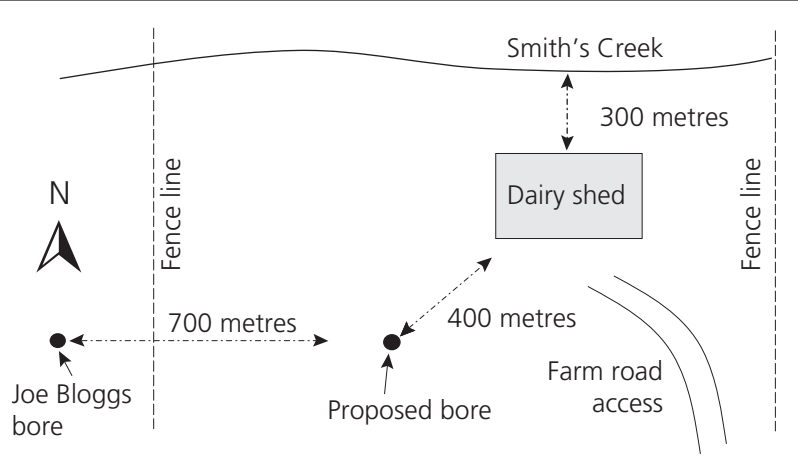 Smith's Creek
300 metres
Dairy shed
N
Fence line
Fence line
700 metres
400 metres
Joe Bloggs
bore
Proposed bore
Farm road
access